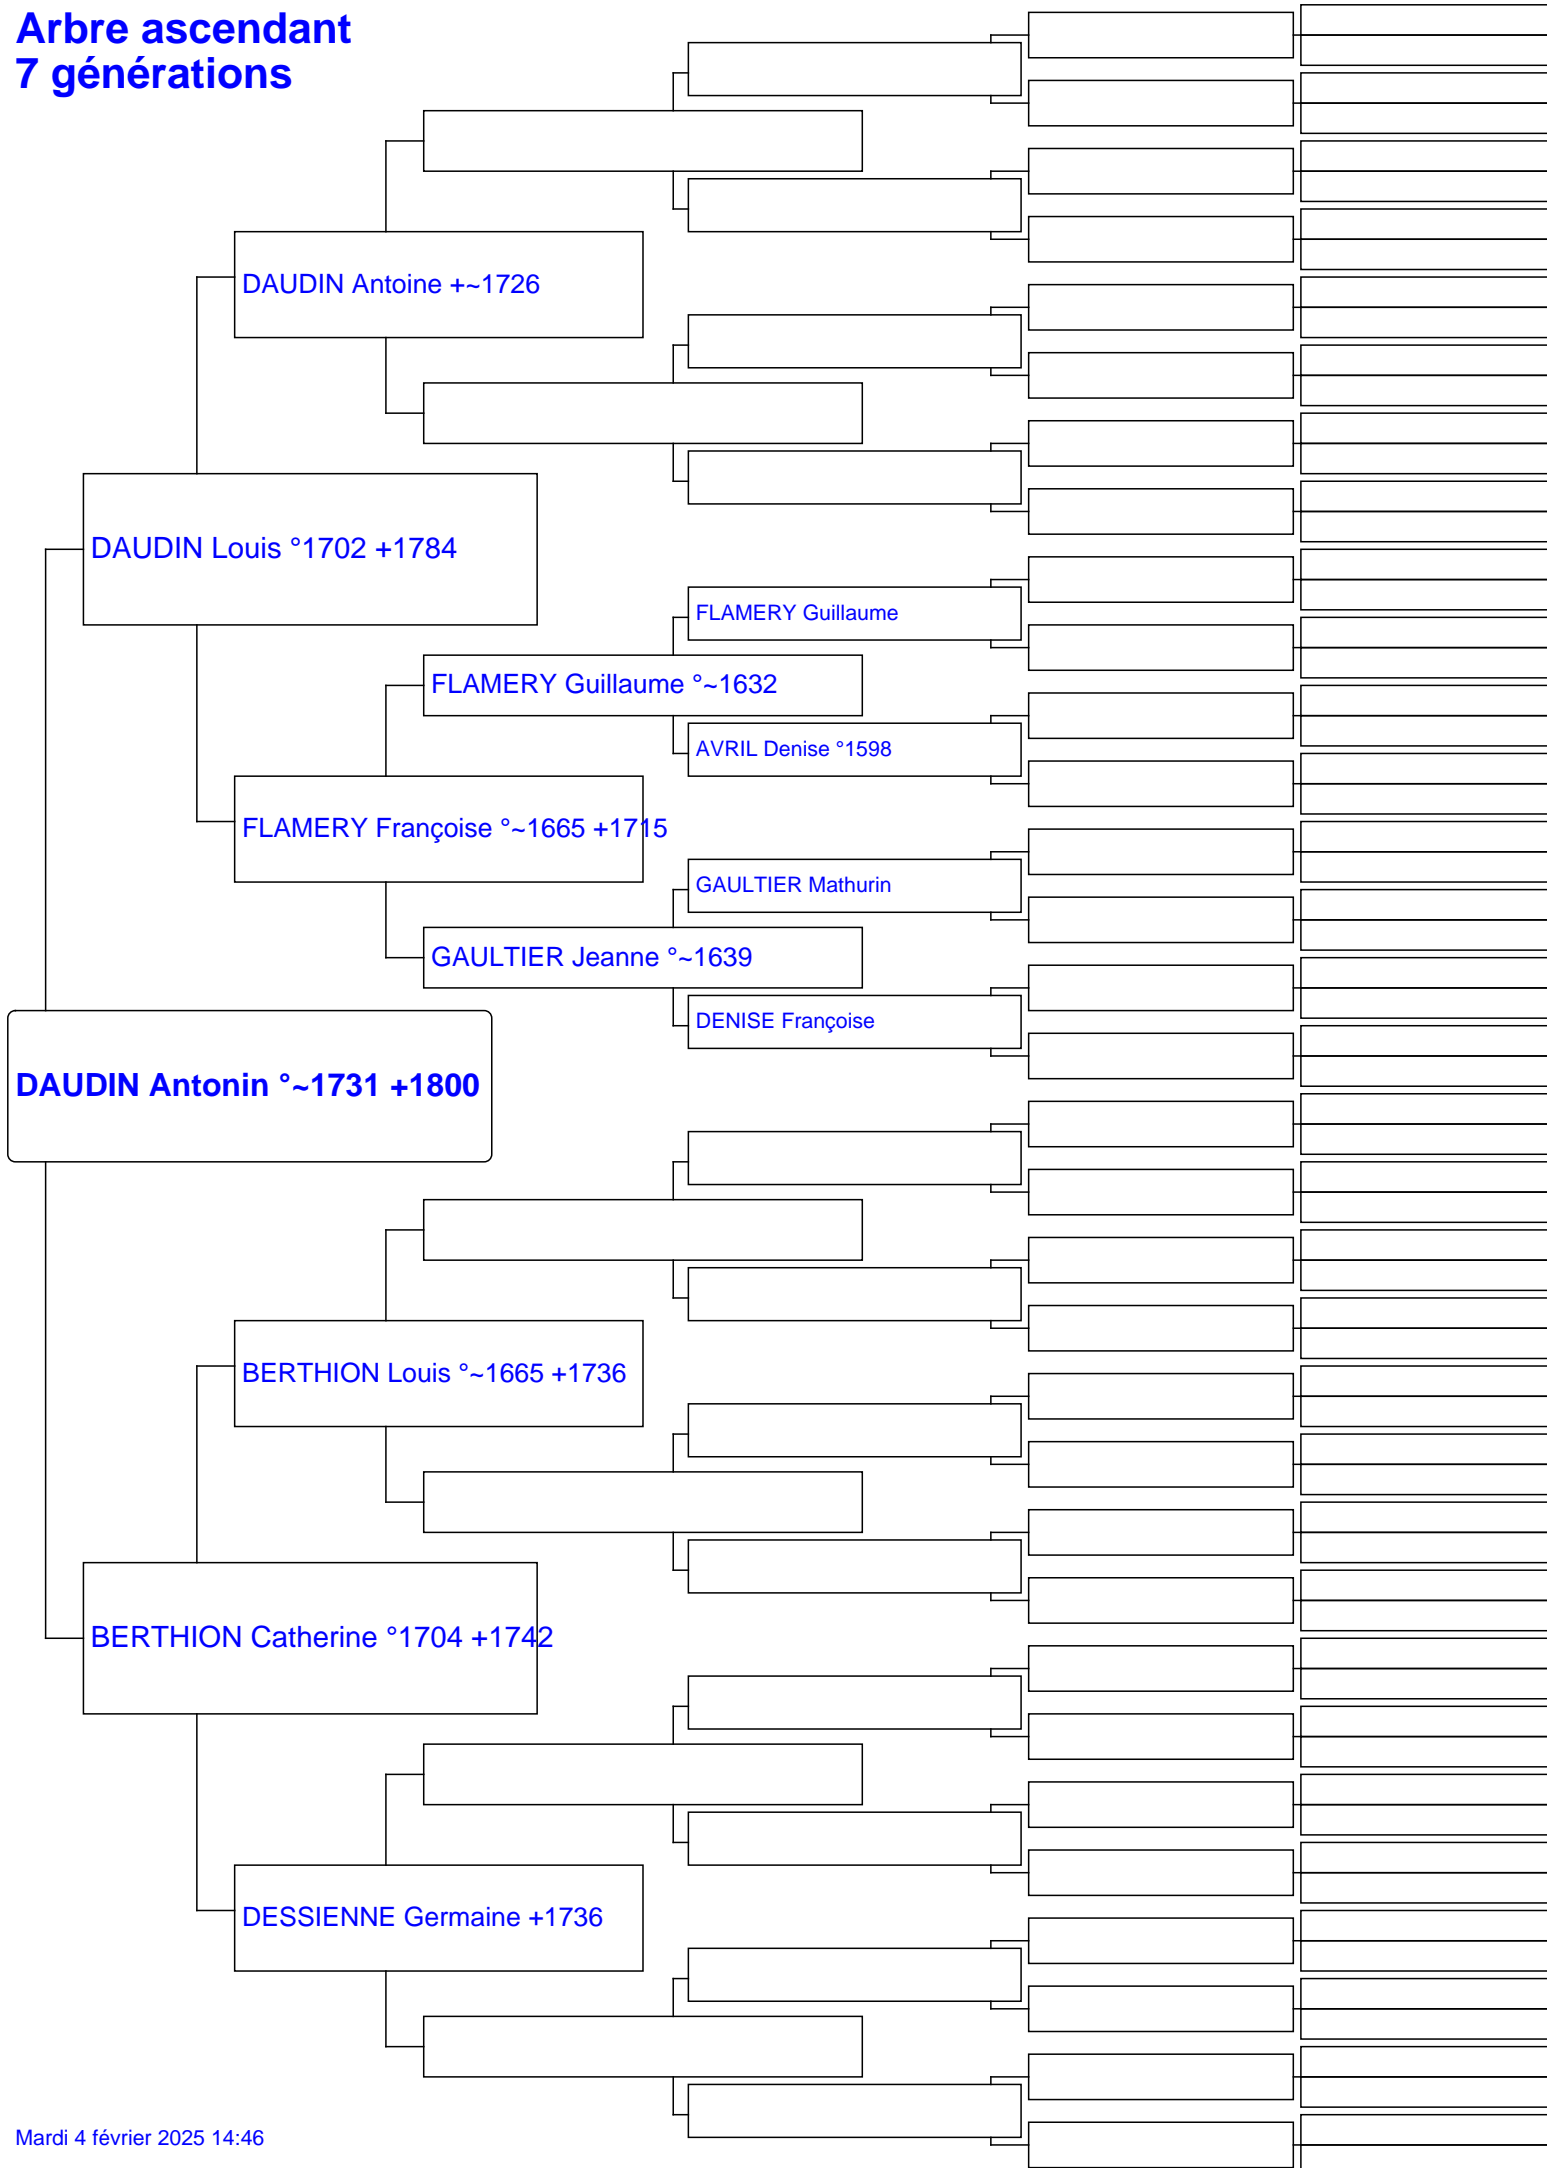 Arbre ascendant
7 générations
DAUDIN Antoine +~1726
DAUDIN Louis °1702 +1784
FLAMERY Guillaume
FLAMERY Guillaume °~1632
AVRIL Denise °1598
FLAMERY Françoise °~1665 +1715
GAULTIER Mathurin
GAULTIER Jeanne °~1639
DENISE Françoise
DAUDIN Antonin °~1731 +1800
BERTHION Louis °~1665 +1736
BERTHION Catherine °1704 +1742
DESSIENNE Germaine +1736
Mardi 4 février 2025 14:46